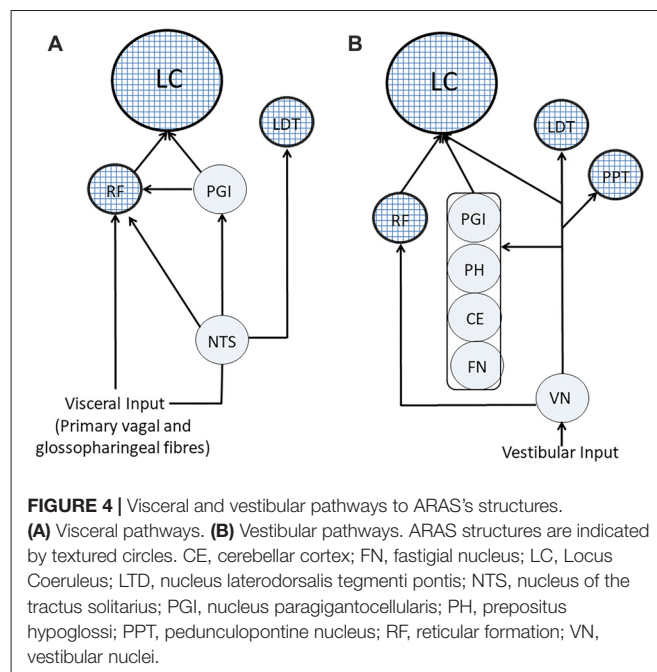 A
LC
LDT
RF
PGI
NTS
Visceral Input
(Primary vagal and
glossopharingeal fibres)
B
LC
LDT
PPT
RF
PGI
PH
CE
FN
VN
Vestibular Input
FIGURE 4 | Visceral and vestibular pathways to ARAS’s structures.
(A) Visceral pathways. (B) Vestibular pathways. ARAS structures are indicated
by textured circles. CE, cerebellar cortex; FN, fastigial nucleus; LC, Locus
Coeruleus; LTD, nucleus laterodorsalis tegmenti pontis; NTS, nucleus of the
tractus solitarius; PGI, nucleus paragigantocellularis; PH, prepositus
hypoglossi; PPT, pedunculopontine nucleus; RF, reticular formation; VN,
vestibular nuclei.